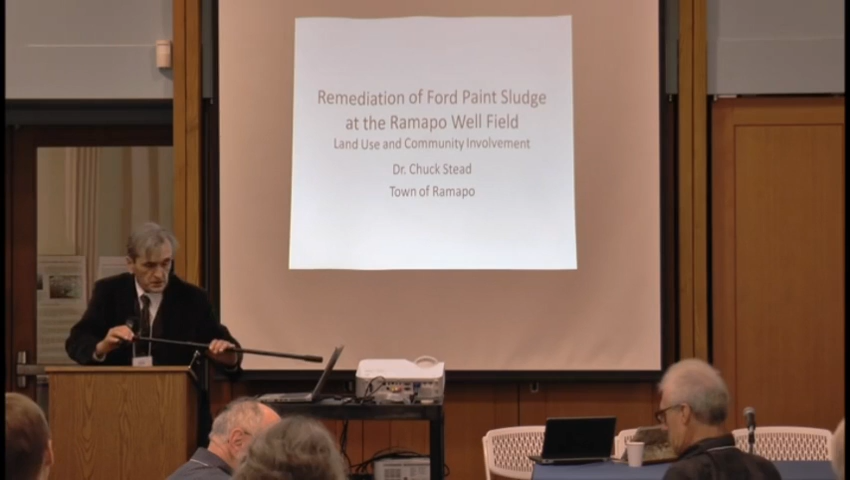 Remediation of Ford Paint Sludge
at the Ramapo Well Field
Land Use and Community Involvement
Dr. Chuck Stead
Town of Ramapo